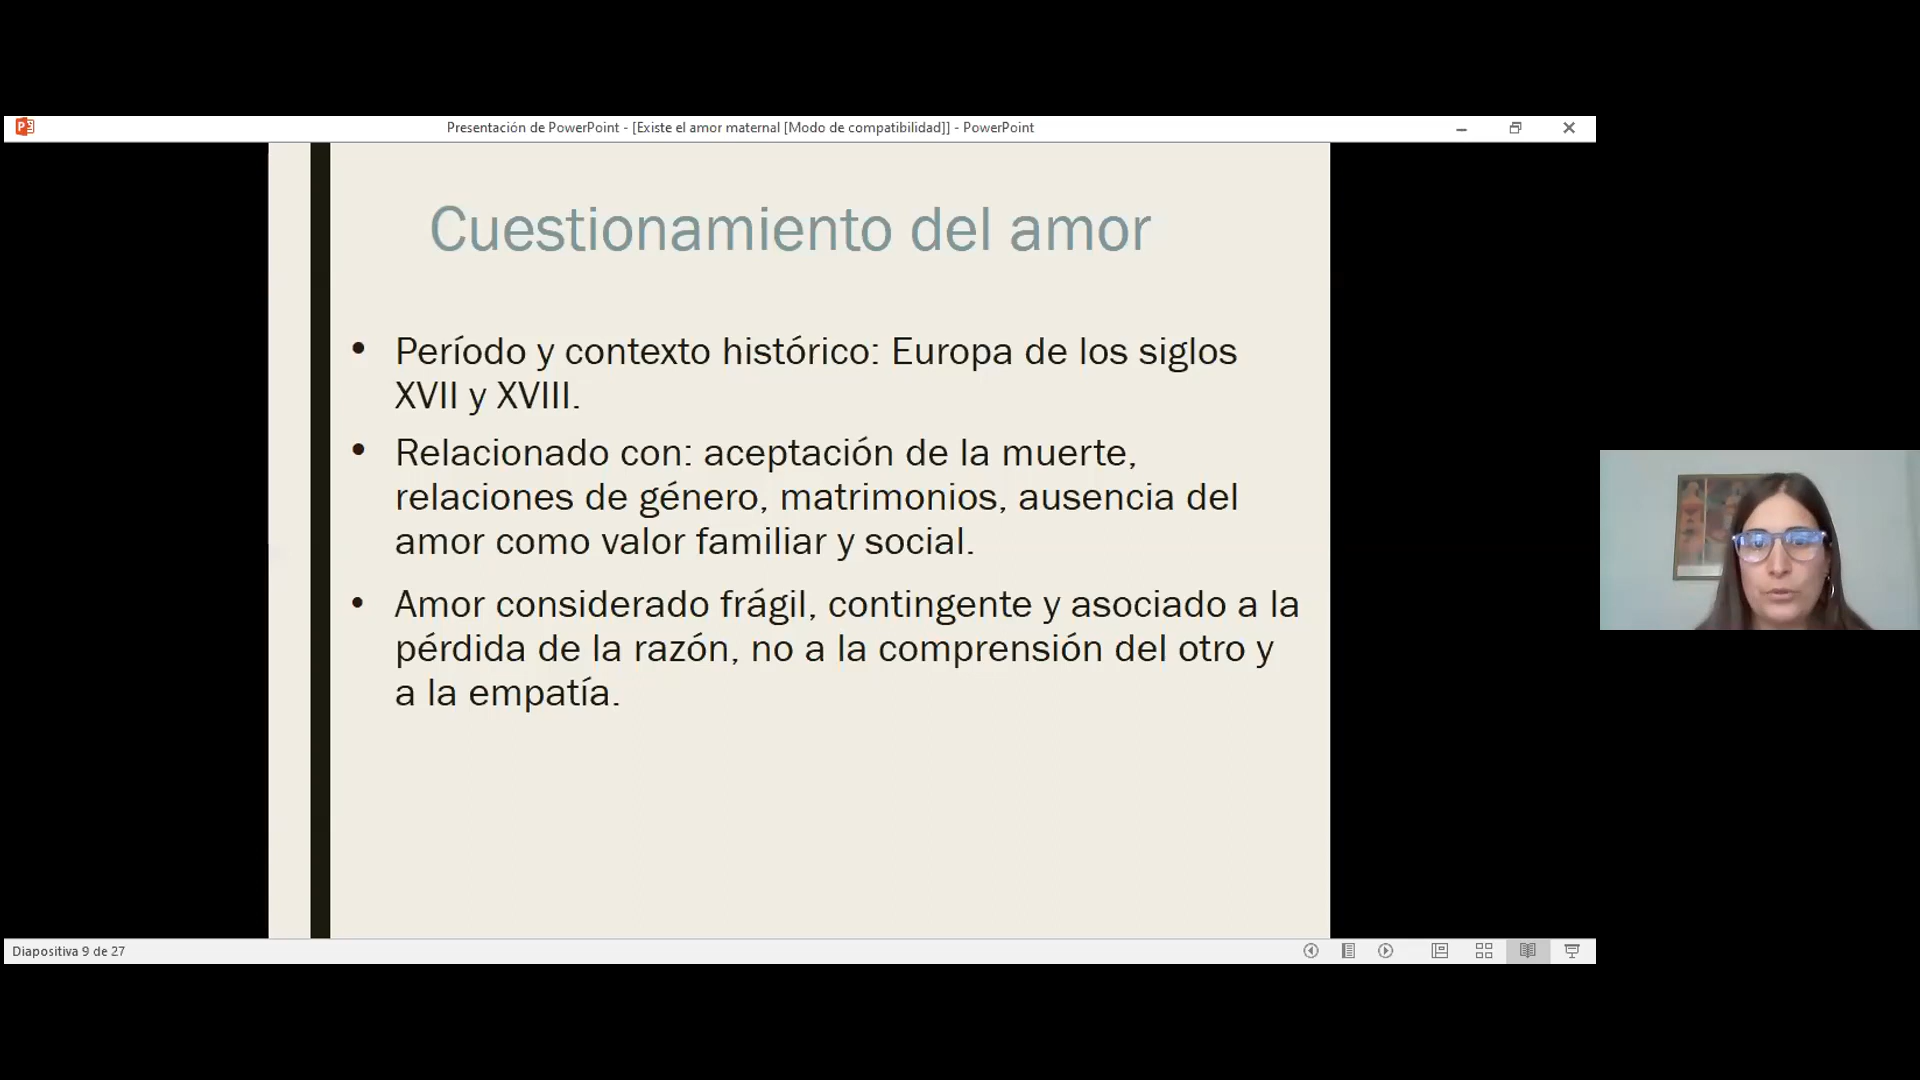 Presentación de PowerPoint - [Existe el amor maternal [Modo de compatibilidad]] - PowerPoint
Cuestionamiento del amor
• Período y contexto histórico: Europa de los siglos
XVII y XVIII.
• Relacionado con: aceptación de la muerte,
relaciones de género, matrimonios, ausencia del
amor como valor familiar y social.
• Amor considerado frágil, contingente y asociado a la
pérdida de la razón, no a la comprensión del otro y
a la empatía.
Diapositiva 9 de 27